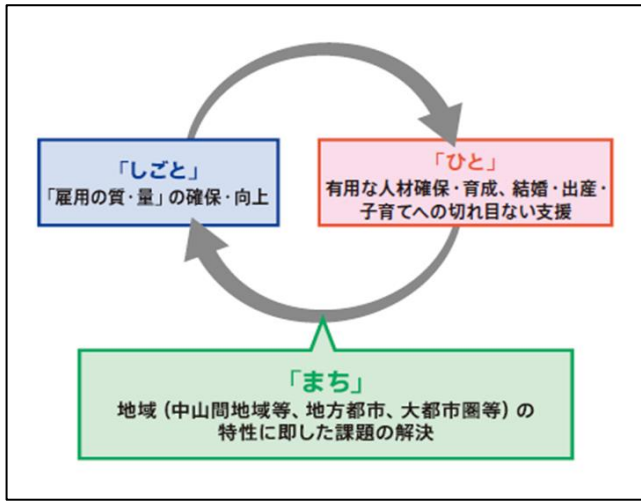 「しごと」
「雇用の質・量」の確保・向上
「ひと」
有用な人材確保・育成、結婚・出産・
子育てへの切れ目ない支援
「まち」
地域（中山間地域等、地方都市、大都市圏等）の
特性に即した課題の解決